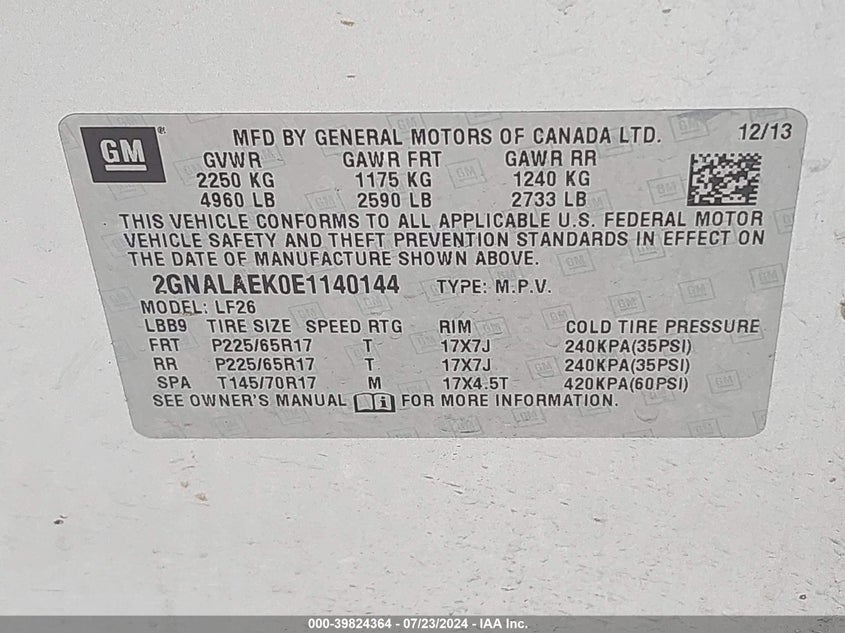 GM ® MFD BY GENERAL MOTORS OF CANADA LTD. 12/13
GVWR GAWR FRT GAWR RR
2250 KG 1175 KG 1240 KG
4960 LB 2590 LB 2733 LB
THIS VEHICLE CONFORMS TO ALL APPLICABLE U.S. FEDERAL MOTOR
VEHICLE SAFETY AND THEFT PREVENTION STANDARDS IN EFFECT ON
THE DATE OF MANUFACTURE SHOWN ABOVE.
2GNALAEK0E1140144 TYPE: M.P.V.
MODEL: LF26
LBB9 TIRE SIZE SPEED RTG RIM COLD TIRE PRESSURE
FRT P225/65R17 T 17X7J 240KPA(35PSI)
RR P225/65R17 T 17X7J 240KPA(35PSI)
SPA T145/70R17 M 17X4.5T 420KPA(60PSI)
SEE OWNER'S MANUAL FOR MORE INFORMATION.
000-39824364 - 07/23/2024 - IAA Inc.